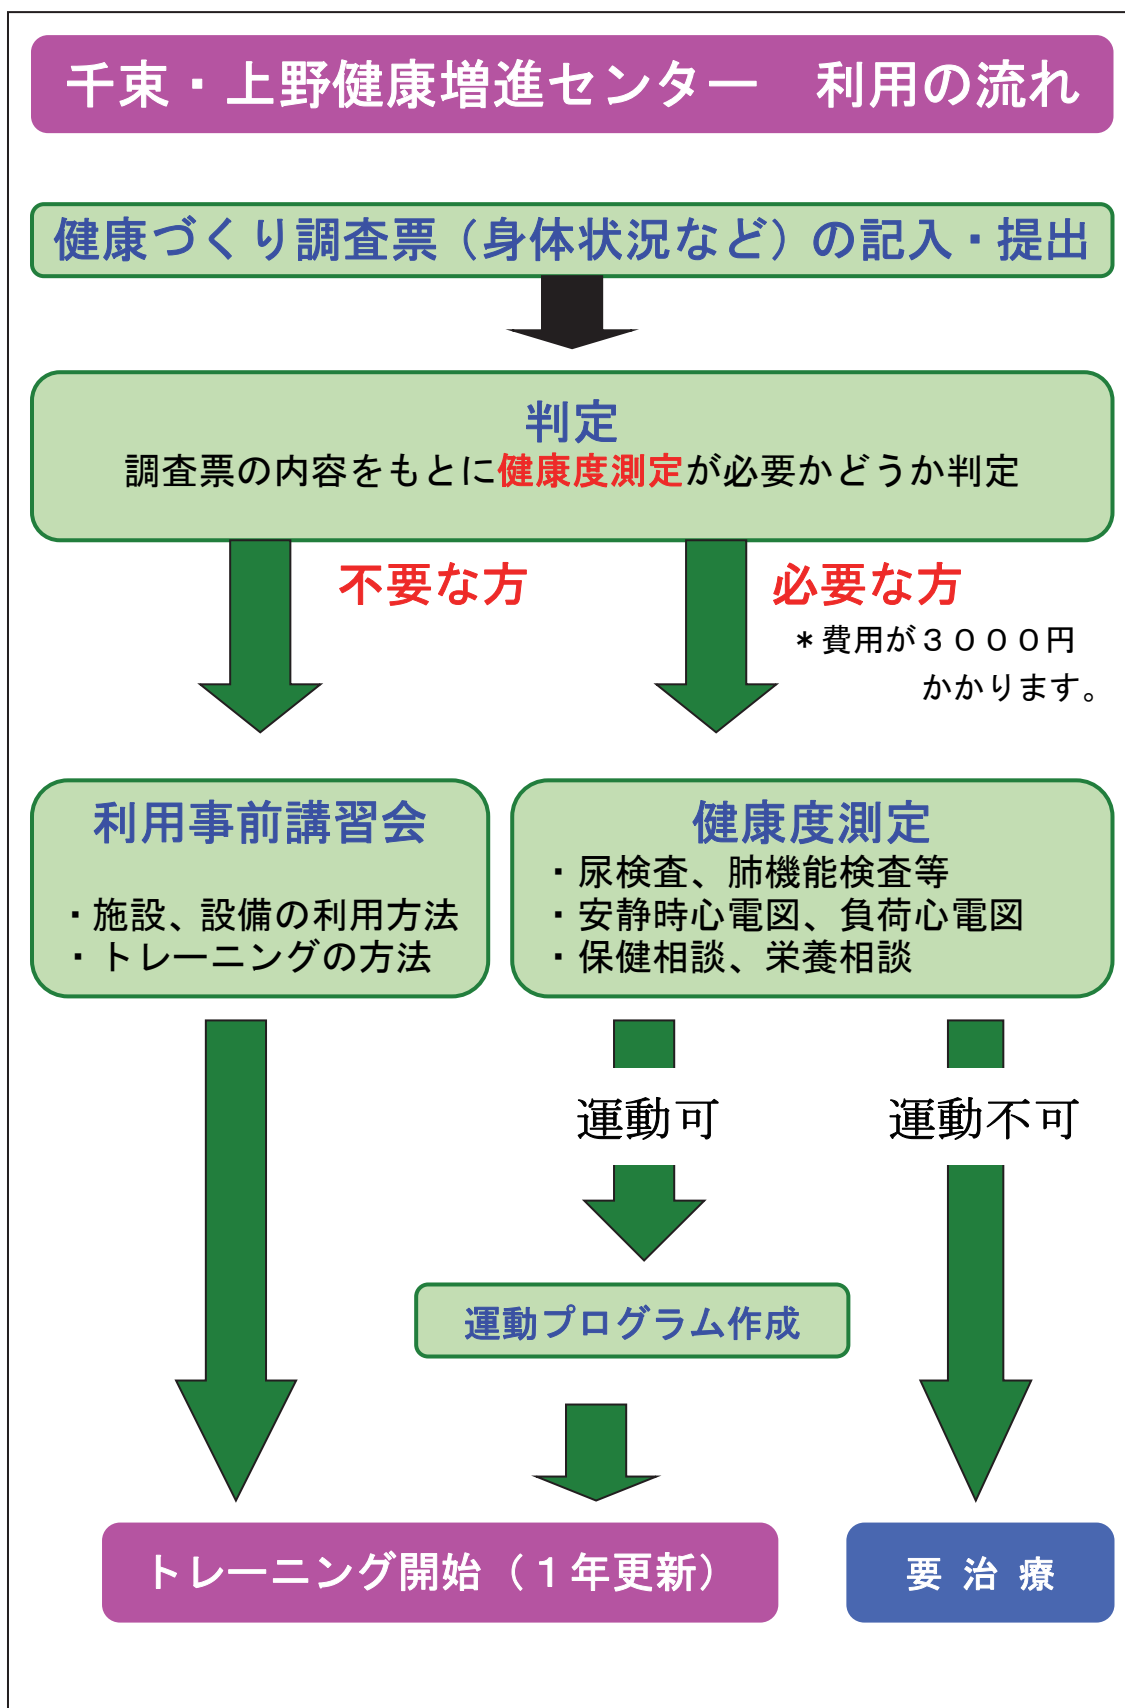 千束・上野健康増進センター　利用の流れ
健康づくり調査票（身体状況など）の記入・提出
判定
調査票の内容をもとに健康度測定が必要かどうか判定
不要な方
必要な方
＊費用が３０００円
かかります。
利用事前講習会
・施設、設備の利用方法
・トレーニングの方法
健康度測定
・尿検査、肺機能検査等
・安静時心電図、負荷心電図
・保健相談、栄養相談
運動可
運動不可
運動プログラム作成
トレーニング開始（１年更新）
要 治 療